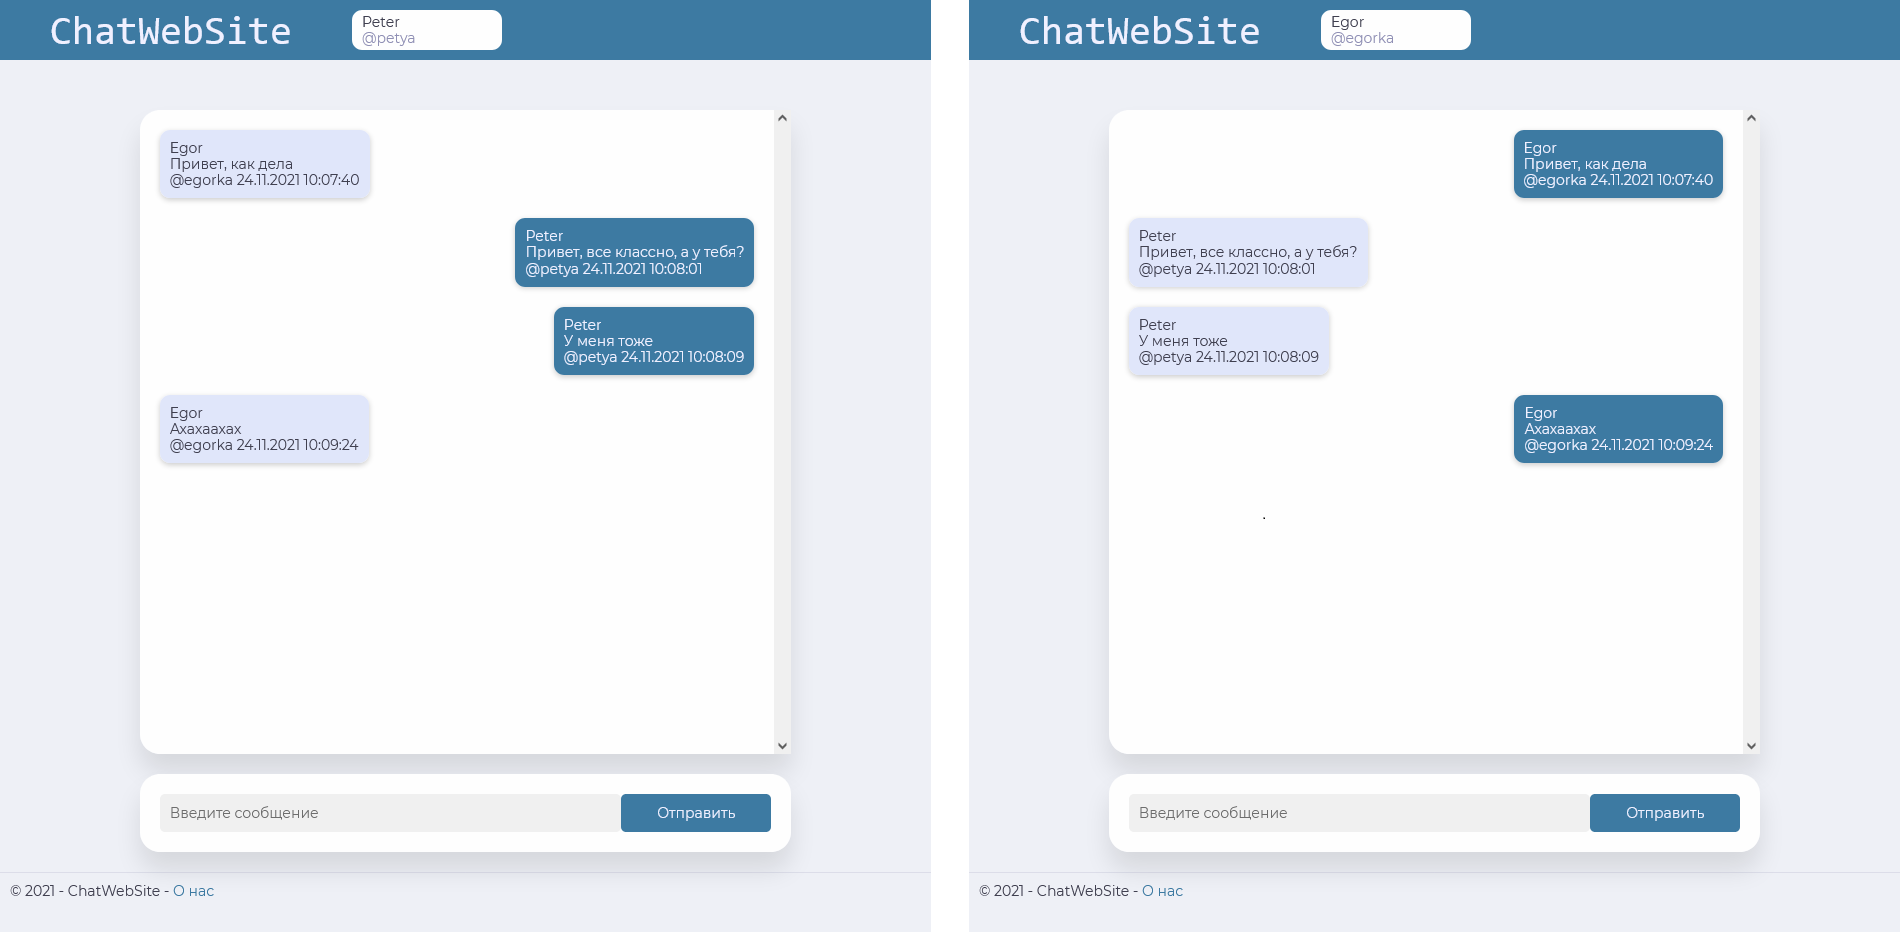 ChatWebSite
Peter
@petya
Egor
Привет, как дела
@egorka 24.11.2021 10:07:40
Peter
Привет, все классно, а у тебя?
@petya 24.11.2021 10:08:01
Peter
У меня тоже
@petya 24.11.2021 10:08:09
Egor
Ахахаахах
@egorka 24.11.2021 10:09:24
Введите сообщение
Отправить
© 2021 - ChatWebSite - О нас
ChatWebSite
Egor
@egorka
Egor
Привет, как дела
@egorka 24.11.2021 10:07:40
Peter
Привет, все классно, а у тебя?
@petya 24.11.2021 10:08:01
Peter
У меня тоже
@petya 24.11.2021 10:08:09
Egor
Ахахаахах
@egorka 24.11.2021 10:09:24
.
Введите сообщение
Отправить
© 2021 - ChatWebSite - О нас